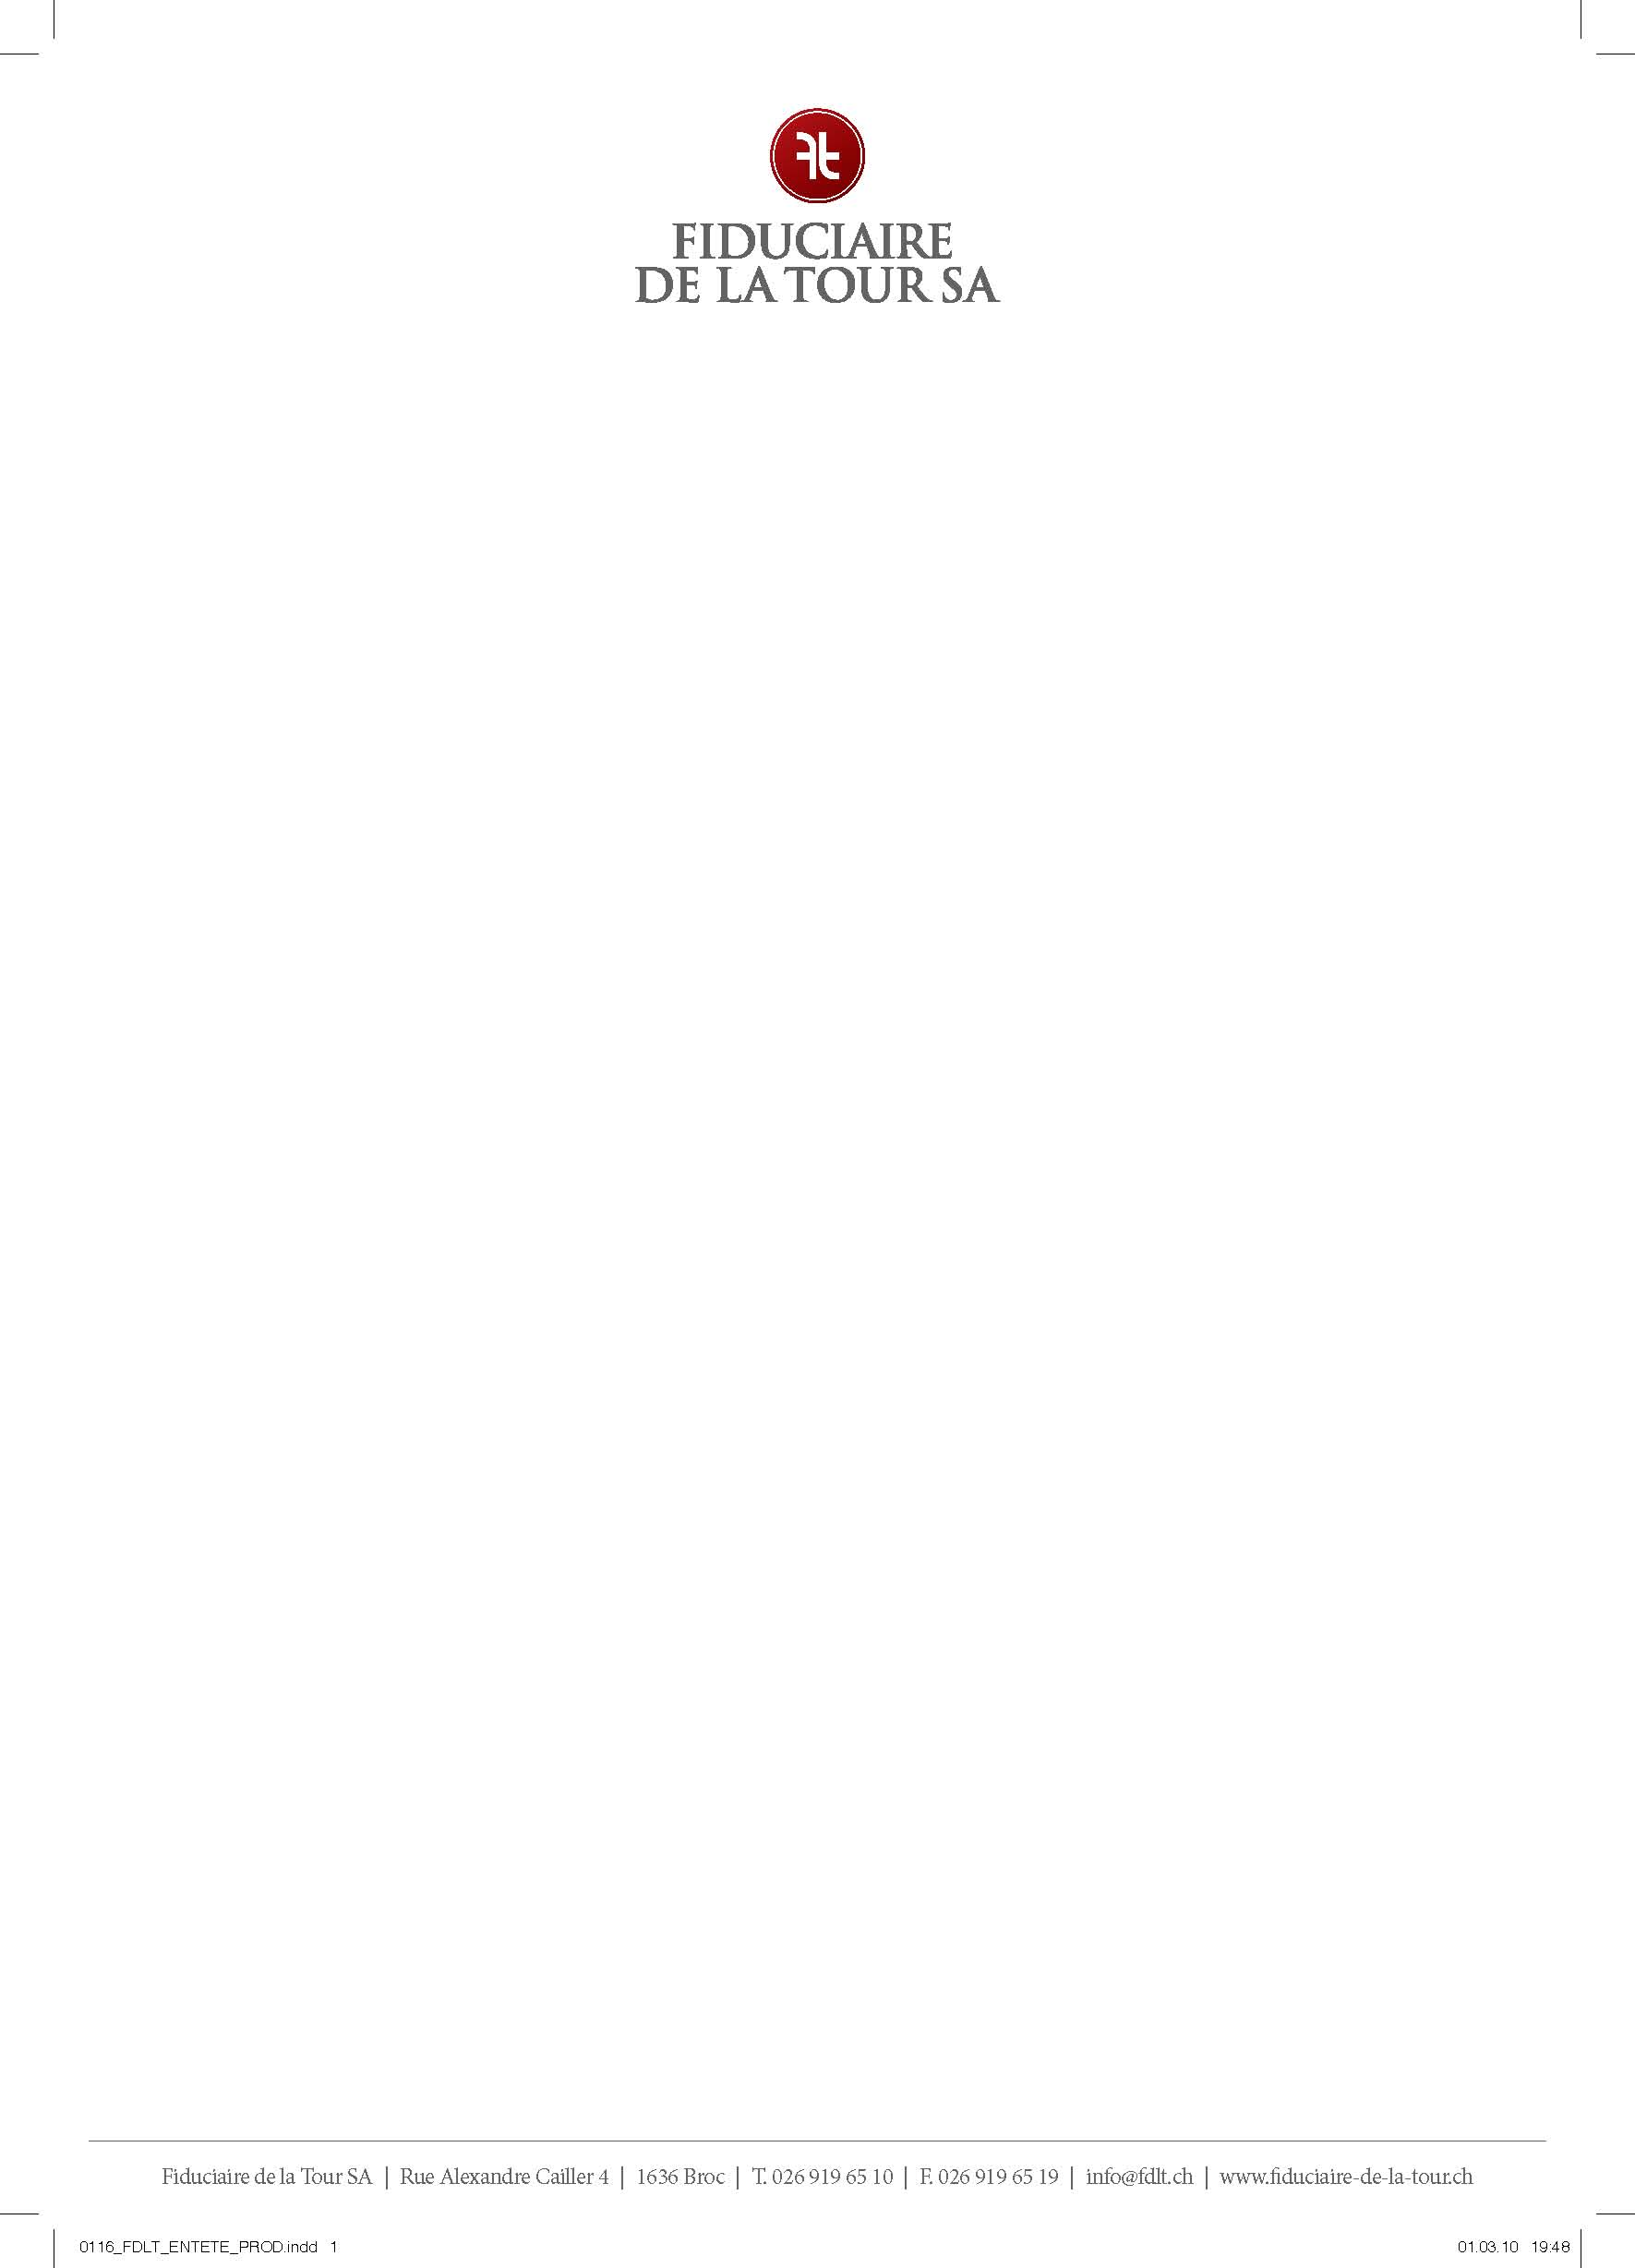 ft
FIDUCIAIRE
DE LA TOUR SA
Fiduciaire de la Tour SA | Rue Alexandre Cailler 4 | 1636 Broc | T. 026 919 65 10 | F. 026 919 65 19 | info@fdlt.ch | www.fiduciaire-de-la-tour.ch
0116_FDLT_ENTETE_PROD.indd 1 01.03.10 19:48